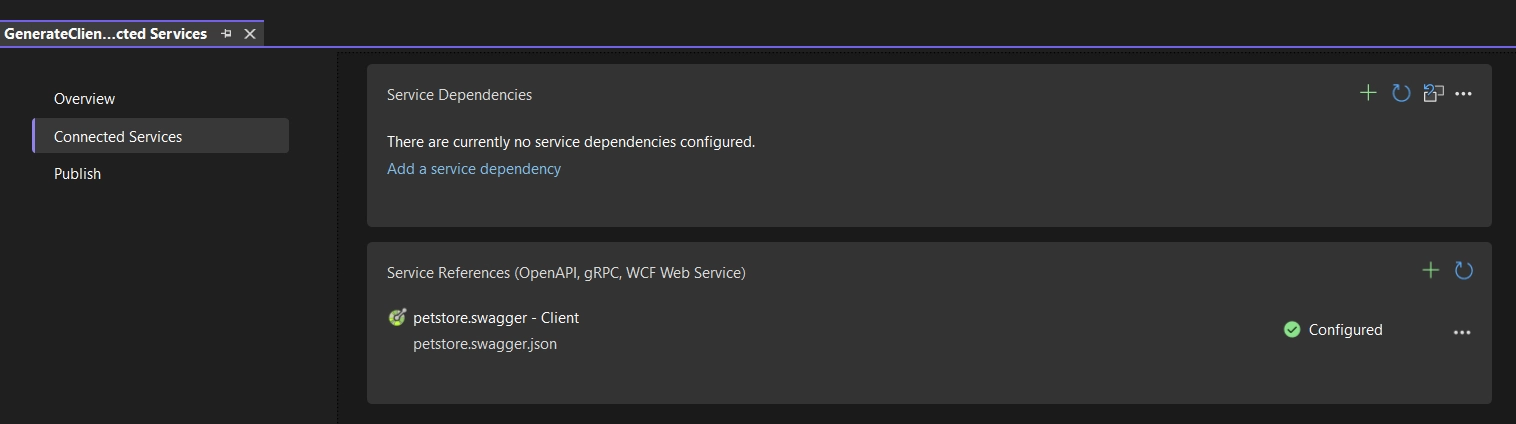 GenerateClien...cted Services
Overview
Connected Services
Publish
Service Dependencies
There are currently no service dependencies configured.
Add a service dependency
Service References (OpenAPI, gRPC, WCF Web Service)
petstore.swagger - Client
petstore.swagger.json
Configured